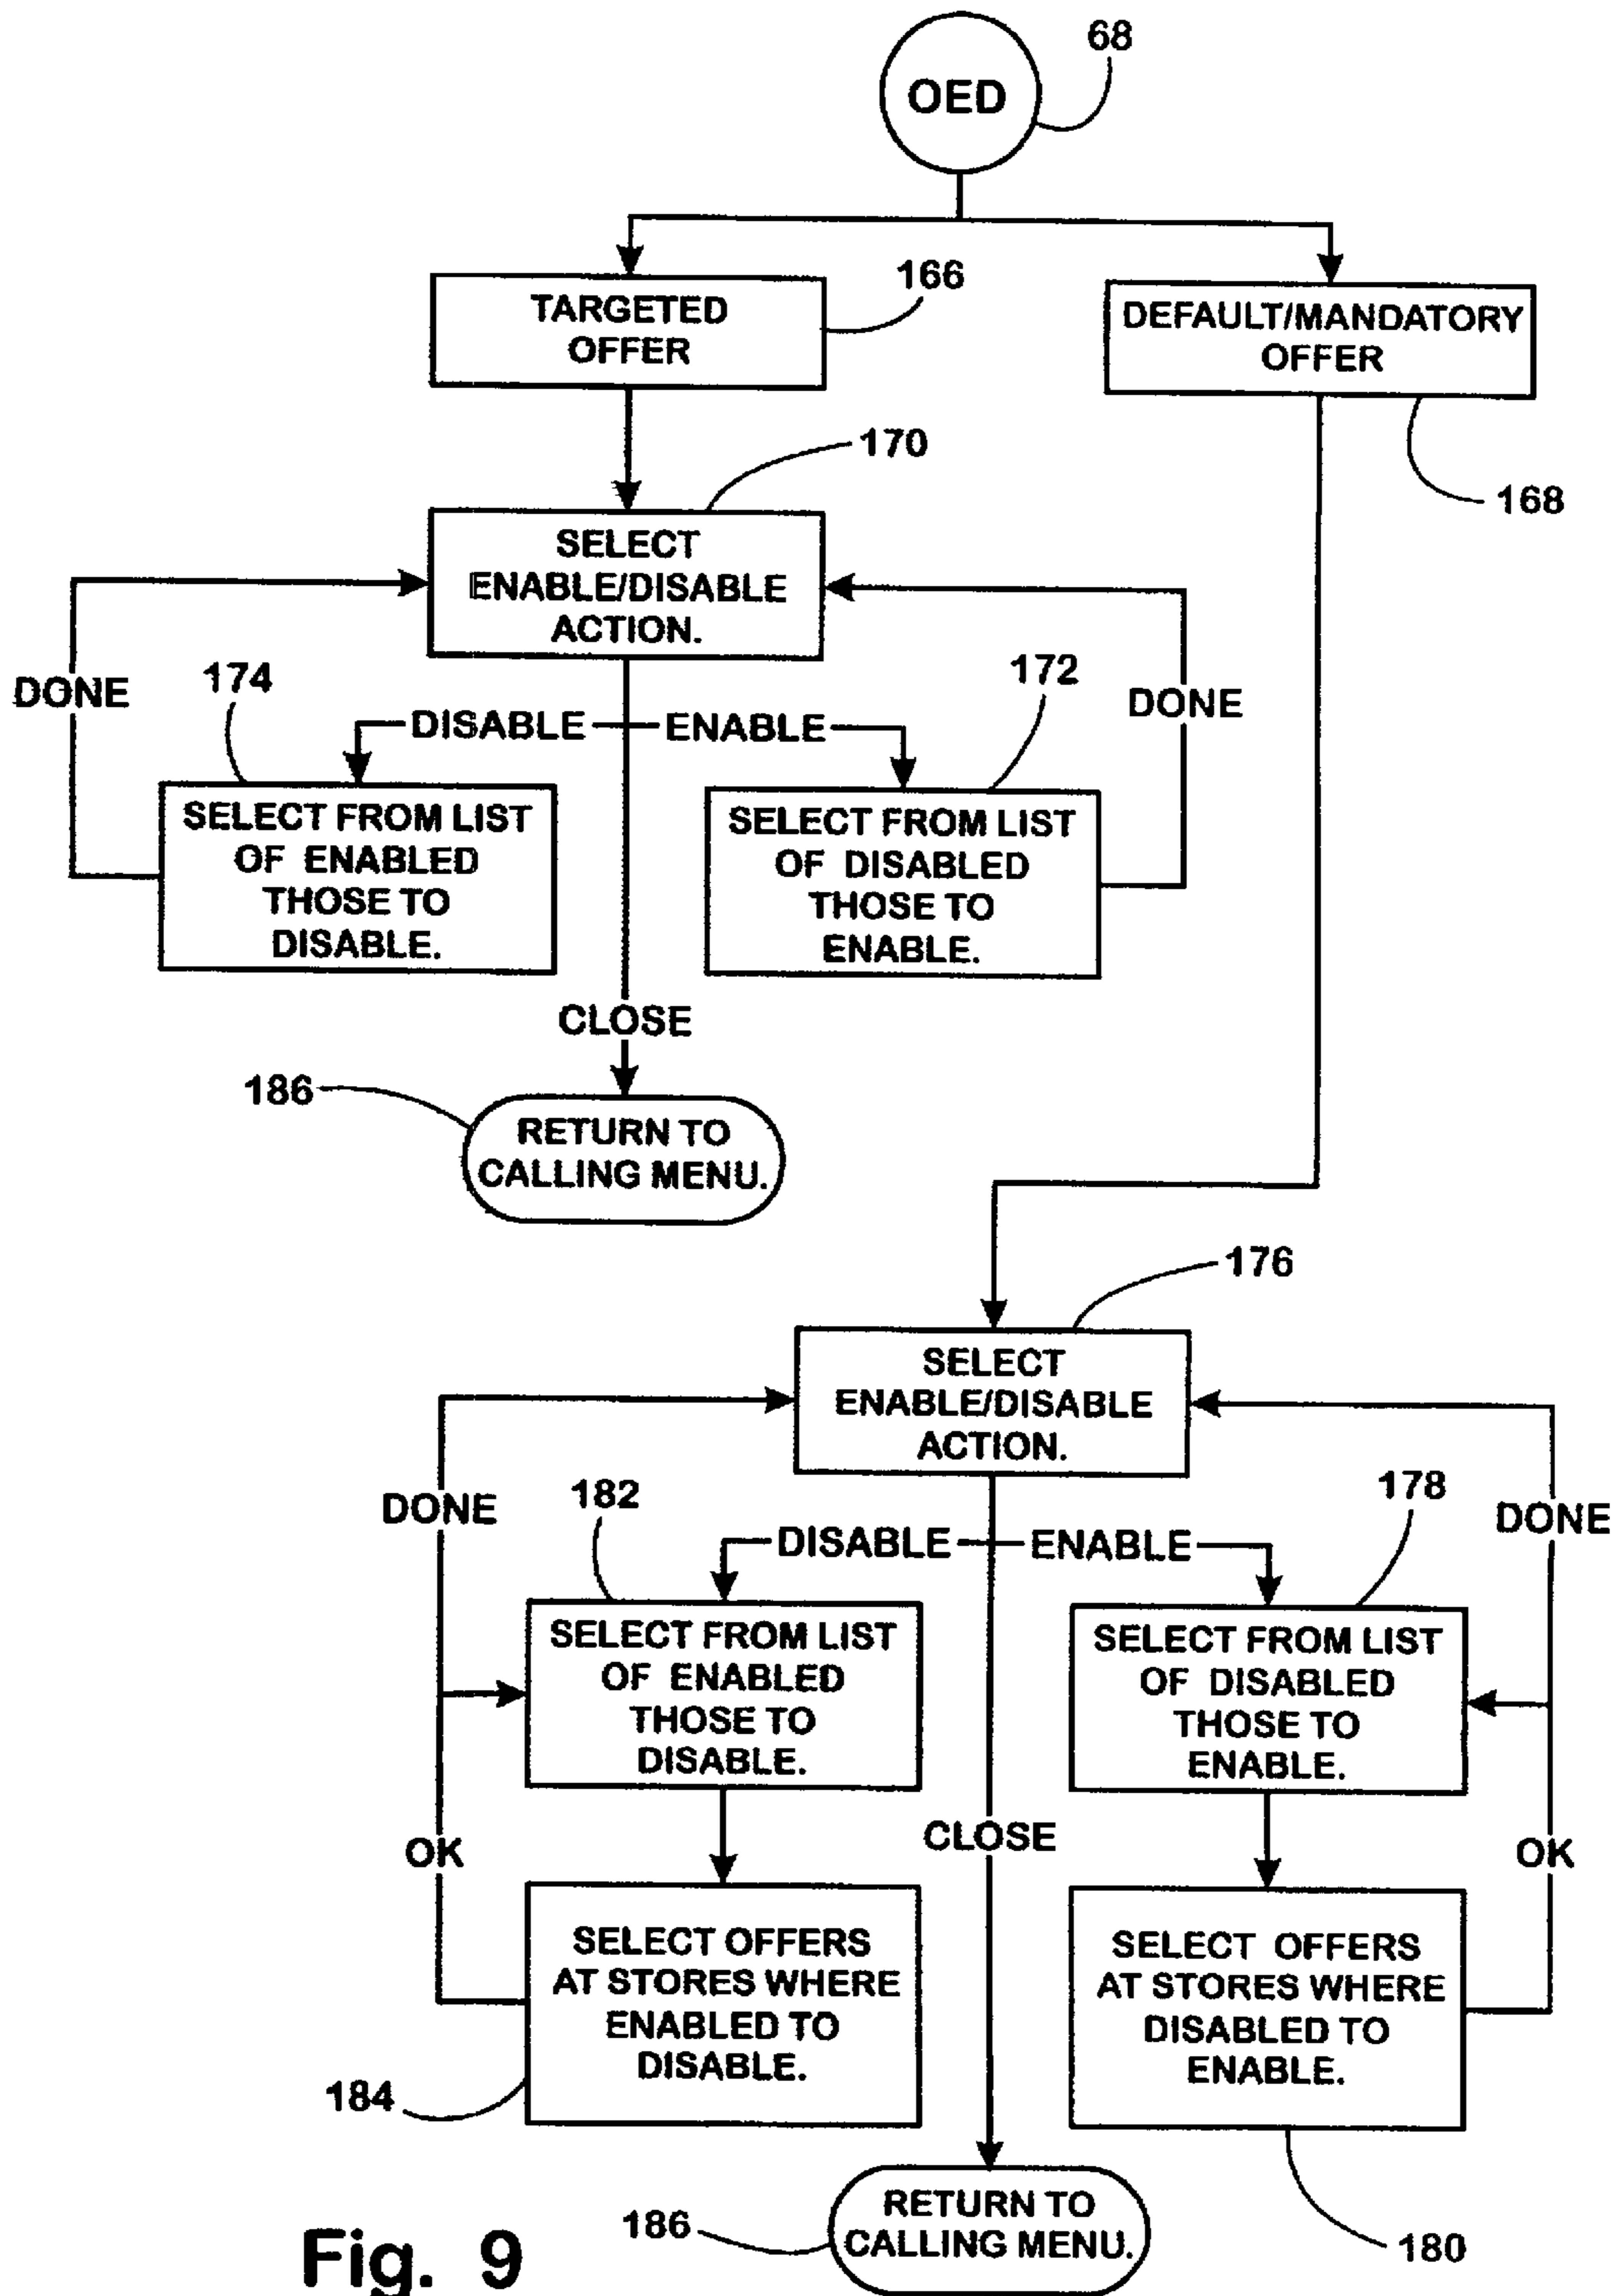 OED
68
TARGETED
OFFER
166
DEFAULT/MANDATORY
OFFER
168
170
SELECT
ENABLE/DISABLE
ACTION.
DONE
174
172
DONE
DISABLE
ENABLE
SELECT FROM LIST
OF ENABLED
THOSE TO
DISABLE.
SELECT FROM LIST
OF DISABLED
THOSE TO
ENABLE.
CLOSE
186
RETURN TO
CALLING MENU.
176
SELECT
ENABLE/DISABLE
ACTION.
DONE
182
178
DONE
DISABLE
ENABLE
SELECT FROM LIST
OF ENABLED
THOSE TO
DISABLE.
SELECT FROM LIST
OF DISABLED
THOSE TO
ENABLE.
OK
CLOSE
OK
SELECT OFFERS
AT STORES WHERE
ENABLED TO
DISABLE.
SELECT OFFERS
AT STORES WHERE
DISABLED TO
ENABLE.
184
186
RETURN TO
CALLING MENU.
180
Fig. 9